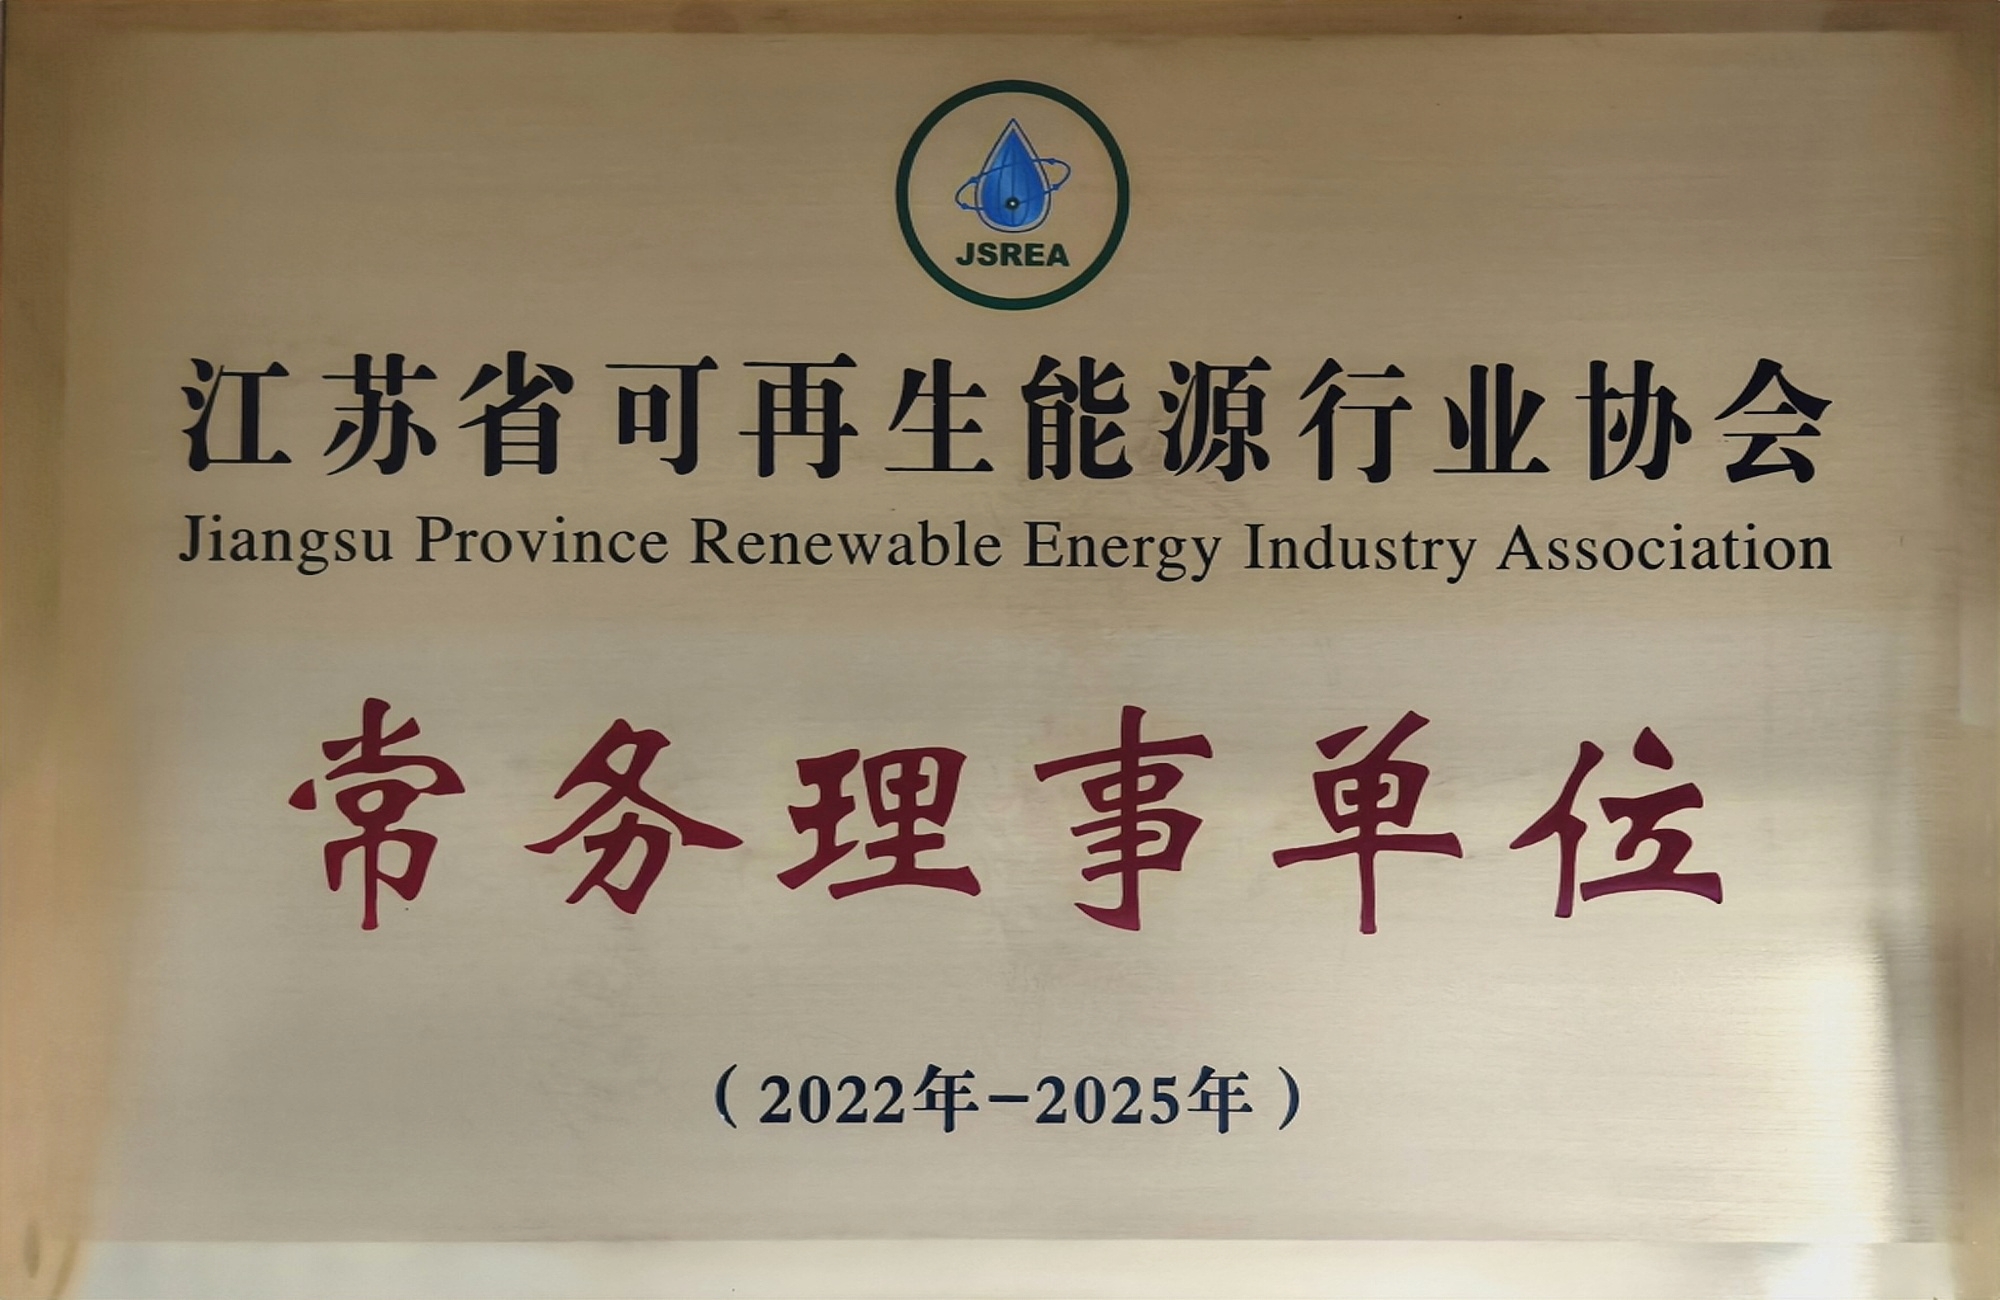 JSREA
江苏省可再生能源行业协会
Jiangsu Province Renewable Energy Industry Association
常务理事单位
（2022年-2025年）